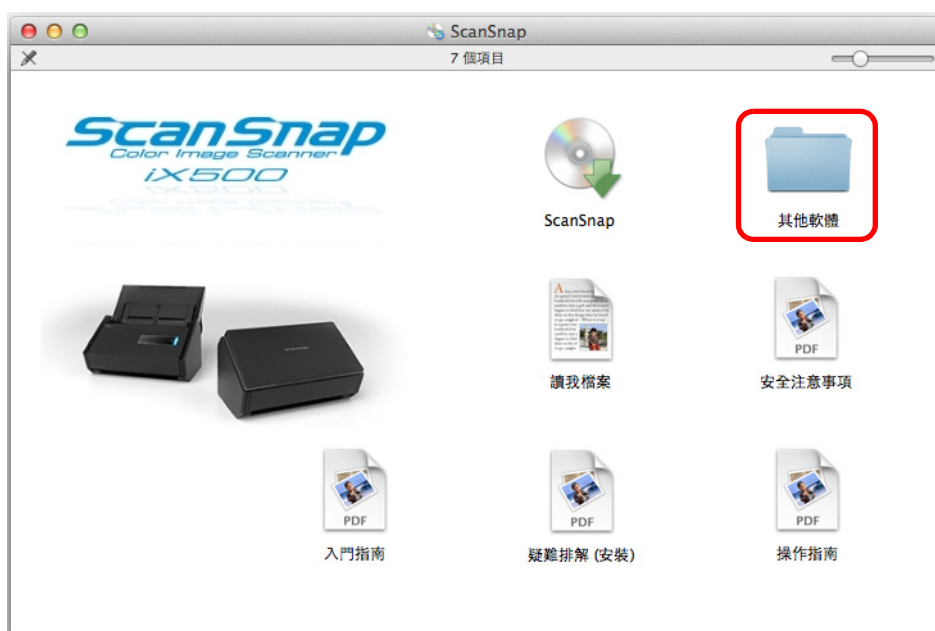 ScanSnap
7 個項目
ScanSnap
Color Image Scanner
iX500
ScanSnap
其他軟體
讀我檔案
PDF
安全注意事項
PDF
入門指南
PDF
疑難排解 (安裝)
PDF
操作指南